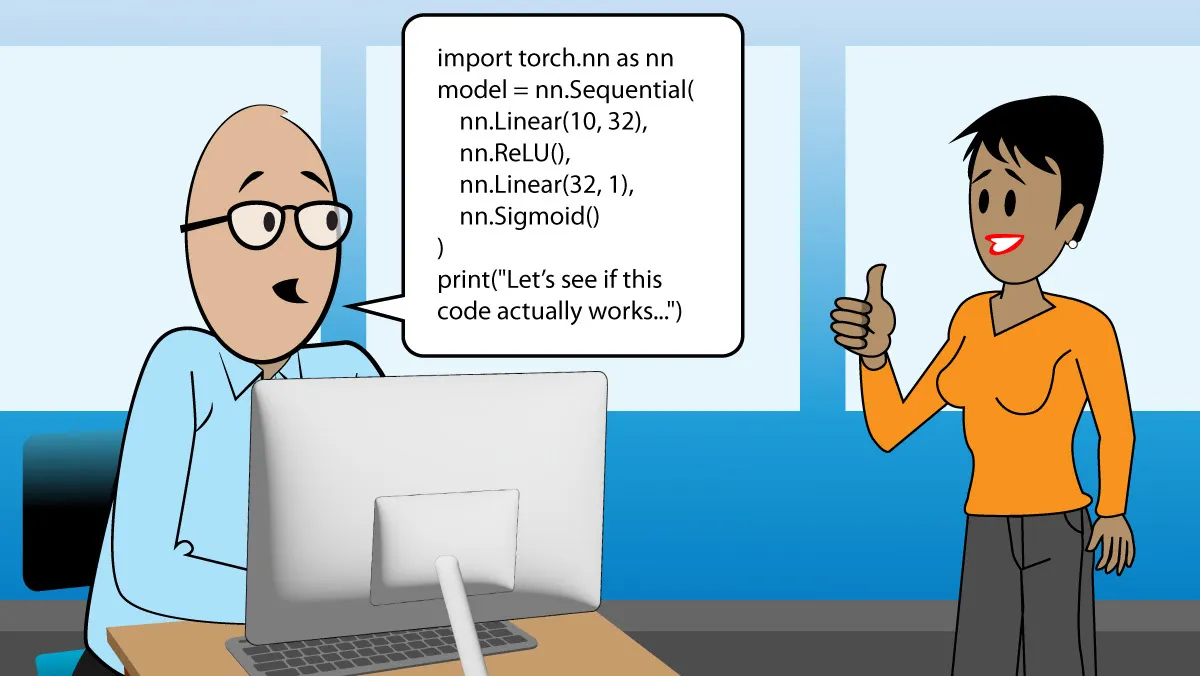 import torch.nn as nn
model = nn.Sequential(
    nn.Linear(10, 32),
    nn.ReLU(),
    nn.Linear(32, 1),
    nn.Sigmoid()
)
print("Let’s see if this
code actually works...")